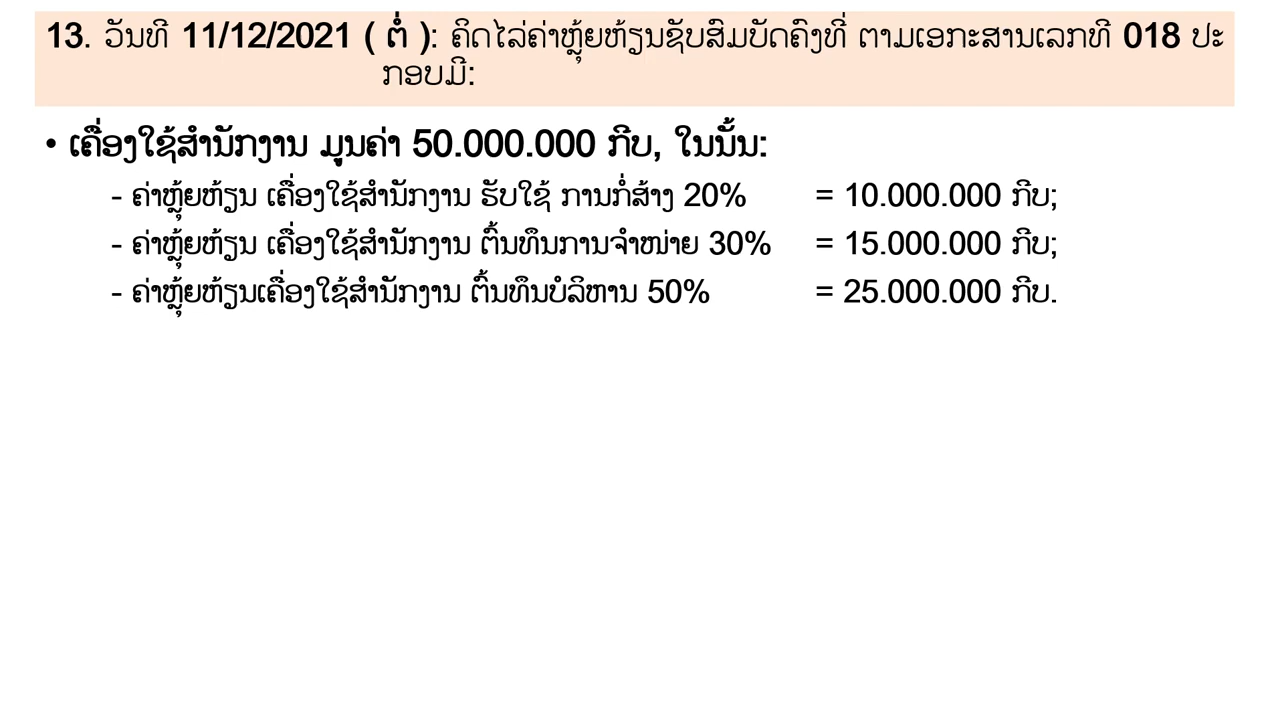 13. ວັນທີ 11/12/2021 ( ຕໍ່ ): ຄິດໄລ່ຄ່າຫຼຸ້ຍຫ້ຽນຊັບສົມບັດຄົງທີ່ ຕາມເອກະສານເລກທີ 018 ປະ
ກອບມີ:
• ເຄື່ອງໃຊ້ສຳນັກງານ ມູນຄ່າ 50.000.000 ກີບ, ໃນນັ້ນ:
- ຄ່າຫຼຸ້ຍຫ້ຽນ ເຄື່ອງໃຊ້ສຳນັກງານ ຮັບໃຊ້ ການກໍ່ສ້າງ 20% = 10.000.000 ກີບ;
- ຄ່າຫຼຸ້ຍຫ້ຽນ ເຄື່ອງໃຊ້ສຳນັກງານ ຕົ້ນທຶນການຈຳໜ່າຍ 30% = 15.000.000 ກີບ;
- ຄ່າຫຼຸ້ຍຫ້ຽນເຄື່ອງໃຊ້ສຳນັກງານ ຕົ້ນທຶນບໍລິຫານ 50% = 25.000.000 ກີບ.